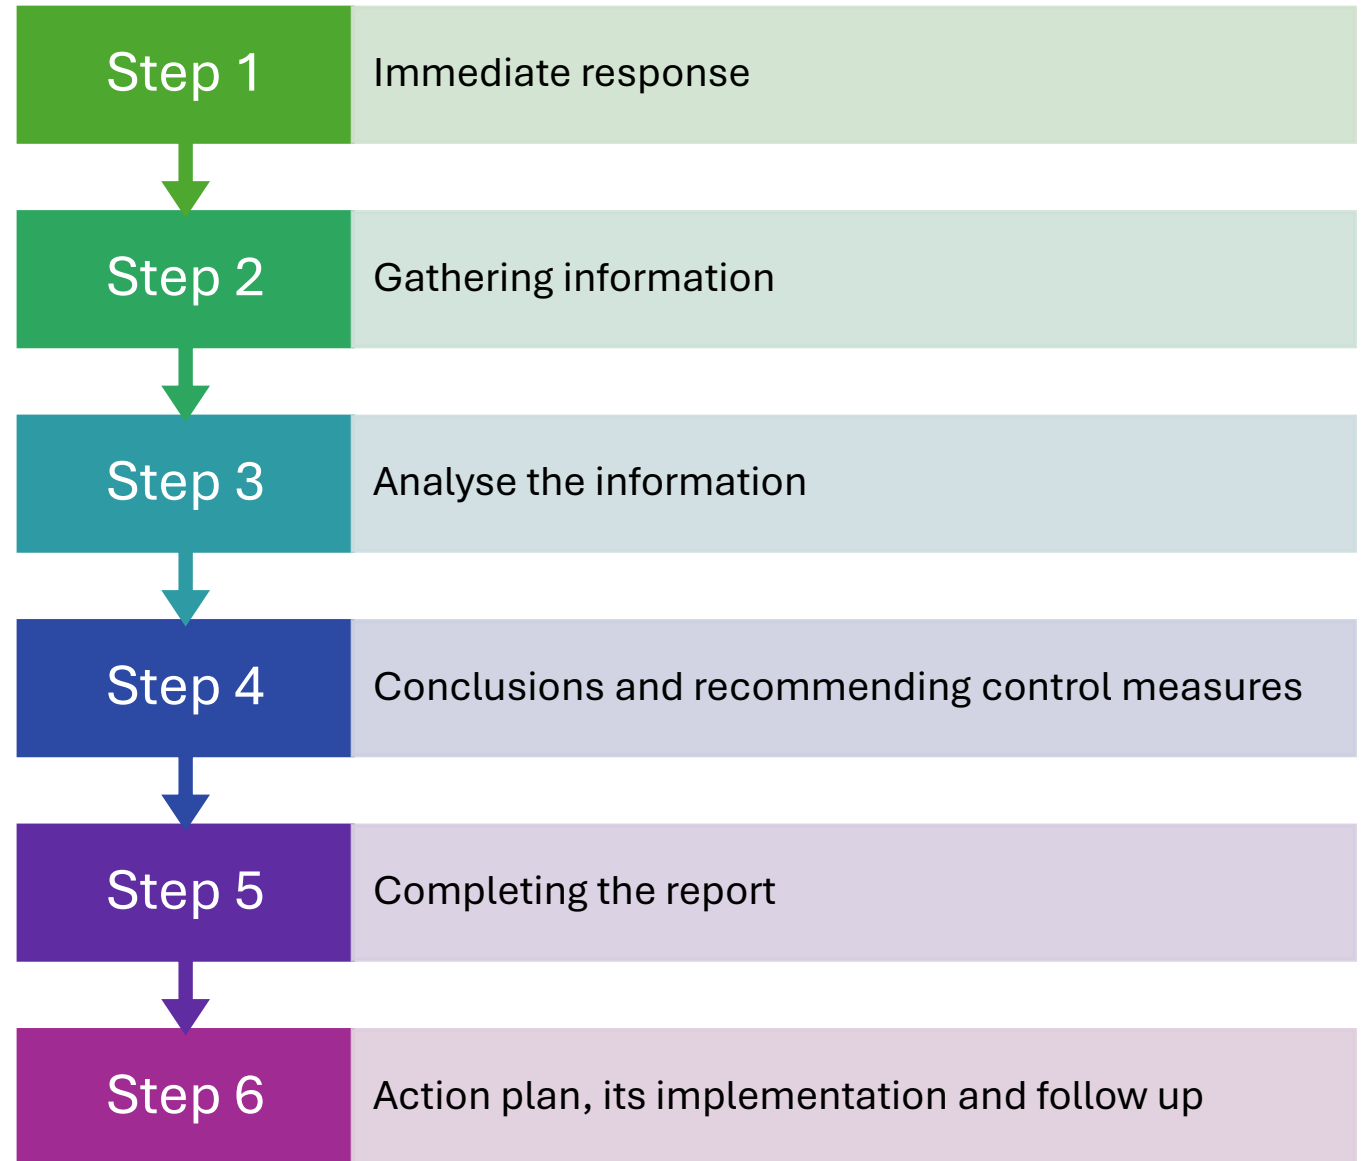 Step 1
Immediate response
Step 2
Gathering information
Step 3
Analyse the information
Step 4
Conclusions and recommending control measures
Step 5
Completing the report
Step 6
Action plan, its implementation and follow up